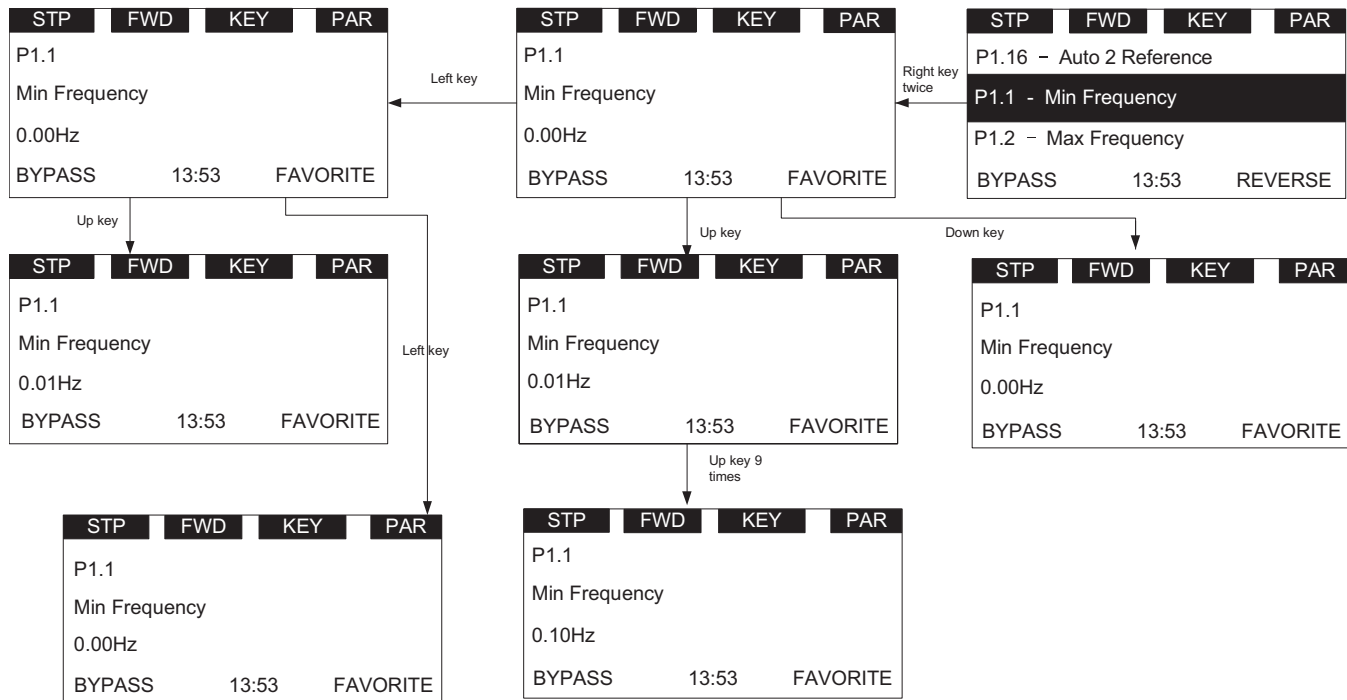 STP FWD KEY PAR
P1.1
Min Frequency
0.00Hz
BYPASS 13:53 FAVORITE
Left key
STP FWD KEY PAR
P1.1
Min Frequency
0.00Hz
BYPASS 13:53 FAVORITE
Right key
twice
STP FWD KEY PAR
P1.16 – Auto 2 Reference
P1.1 - Min Frequency
P1.2 – Max Frequency
BYPASS 13:53 REVERSE
Up key
Left key
Up key
Down key
STP FWD KEY PAR
P1.1
Min Frequency
0.01Hz
BYPASS 13:53 FAVORITE
STP FWD KEY PAR
P1.1
Min Frequency
0.01Hz
BYPASS 13:53 FAVORITE
STP FWD KEY PAR
P1.1
Min Frequency
0.00Hz
BYPASS 13:53 FAVORITE
Up key 9
times
STP FWD KEY PAR
P1.1
Min Frequency
0.00Hz
BYPASS 13:53 FAVORITE
STP FWD KEY PAR
P1.1
Min Frequency
0.10Hz
BYPASS 13:53 FAVORITE